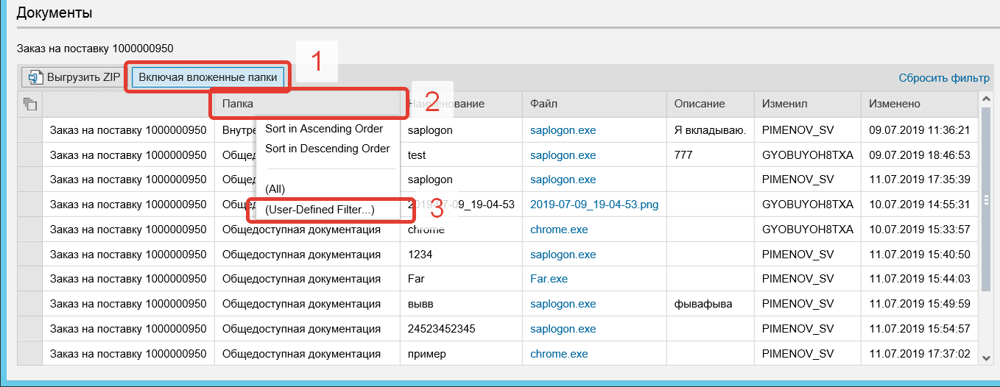 Документы
Заказ на поставку 1000000950
1
Выгрузить ZIP Включая вложенные папки Сбросить фильтр
2
Папка Наименование Файл Описание Изменил Изменено
Заказ на поставку 1000000950 Внутре saplogon saplogon.exe Я вкладываю. PIMENOV_SV 09.07.2019 11:36:21
Sort in Ascending Order
Заказ на поставку 1000000950 Общед test saplogon.exe 777 GYOBUYOH8TXA 09.07.2019 18:46:53
Sort in Descending Order
Заказ на поставку 1000000950 Общед saplogon saplogon.exe PIMENOV_SV 11.07.2019 17:35:39
(All)
Заказ на поставку 1000000950 Общед 2019-07-09_19-04-53 2019-07-09_19-04-53.png GYOBUYOH8TXA 10.07.2019 14:55:31
(User-Defined Filter...)
3
Заказ на поставку 1000000950 Общедоступная документация chrome chrome.exe GYOBUYOH8TXA 10.07.2019 15:33:57
Заказ на поставку 1000000950 Общедоступная документация 1234 saplogon.exe PIMENOV_SV 11.07.2019 15:40:50
Заказ на поставку 1000000950 Общедоступная документация Far Far.exe PIMENOV_SV 11.07.2019 15:44:03
Заказ на поставку 1000000950 Общедоступная документация вывв saplogon.exe фывафыва PIMENOV_SV 11.07.2019 15:49:59
Заказ на поставку 1000000950 Общедоступная документация 24523452345 saplogon.exe PIMENOV_SV 11.07.2019 15:54:57
Заказ на поставку 1000000950 Общедоступная документация пример chrome.exe PIMENOV_SV 11.07.2019 17:37:02